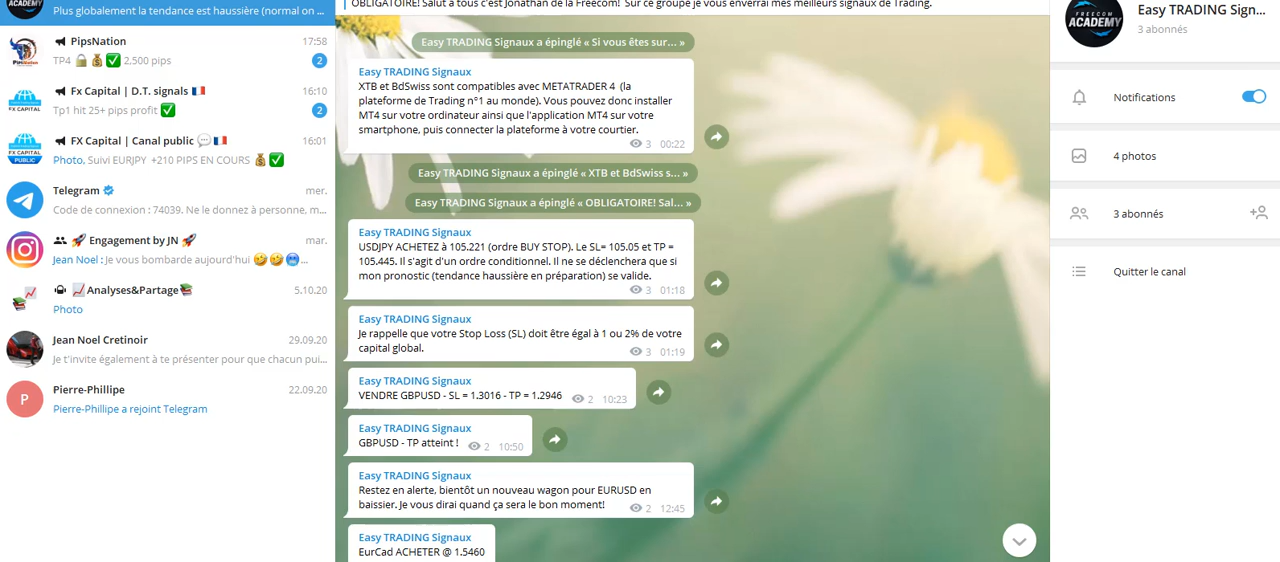 Plus globalement la tendance est haussière (normal on ...
PipsNation 17:58
TP4 🔒 💰 ✅ 2,500 pips 2
Fx Capital | D.T. signals 🇫🇷 16:10
Tp1 hit 25+ pips profit ✅ 2
FX Capital | Canal public 💬 🇫🇷 16:01
Photo, Suivi EURJPY +210 PIPS EN COURS 💰 ✅
Telegram mer.
Code de connexion : 74039. Ne le donnez à personne, m...
🚀 Engagement by JN 🚀 mar.
Jean Noel : Je vous bombarde aujourd'hui 🤣🤣🥶...
📈Analyses&Partage📚 5.10.20
Photo
Jean Noel Cretinoir 29.09.20
Je t'invite également à te présenter pour que chacun pui...
P
Pierre-Phillipe 22.09.20
Pierre-Phillipe a rejoint Telegram
OBLIGATOIRE! Salut à tous c'est Jonathan de la Freecom! Sur ce groupe je vous enverrai mes meilleurs signaux de Trading.
Easy TRADING Signaux a épinglé « Si vous êtes sur... »
Easy TRADING Signaux
XTB et BdSwiss sont compatibles avec METATRADER 4 (la
plateforme de Trading n°1 au monde). Vous pouvez donc installer
MT4 sur votre ordinateur ainsi que l'application MT4 sur votre
smartphone, puis connecter la plateforme à votre courtier.
3 00:22
Easy TRADING Signaux a épinglé « XTB et BdSwiss s... »
Easy TRADING Signaux a épinglé « OBLIGATOIRE! Sal... »
Easy TRADING Signaux
USDJPY ACHETEZ à 105.221 (ordre BUY STOP). Le SL= 105.05 et TP =
105.445. Il s'agit d'un ordre conditionnel. Il ne se déclenchera que si
mon pronostic (tendance haussière en préparation) se valide.
3 01:18
Easy TRADING Signaux
Je rappelle que votre Stop Loss (SL) doit être égal à 1 ou 2% de votre
capital global.
3 01:19
Easy TRADING Signaux
VENDRE GBPUSD - SL = 1.3016 - TP = 1.2946 2 10:23
Easy TRADING Signaux
GBPUSD - TP atteint ! 2 10:50
Easy TRADING Signaux
Restez en alerte, bientôt un nouveau wagon pour EURUSD en
baissier. Je vous dirai quand ça sera le bon moment! 2 12:45
Easy TRADING Signaux
EurCad ACHETER @ 1.5460
FREECOM
ACADEMY
Easy TRADING Sign...
3 abonnés
Notifications
4 photos
3 abonnés
Quitter le canal